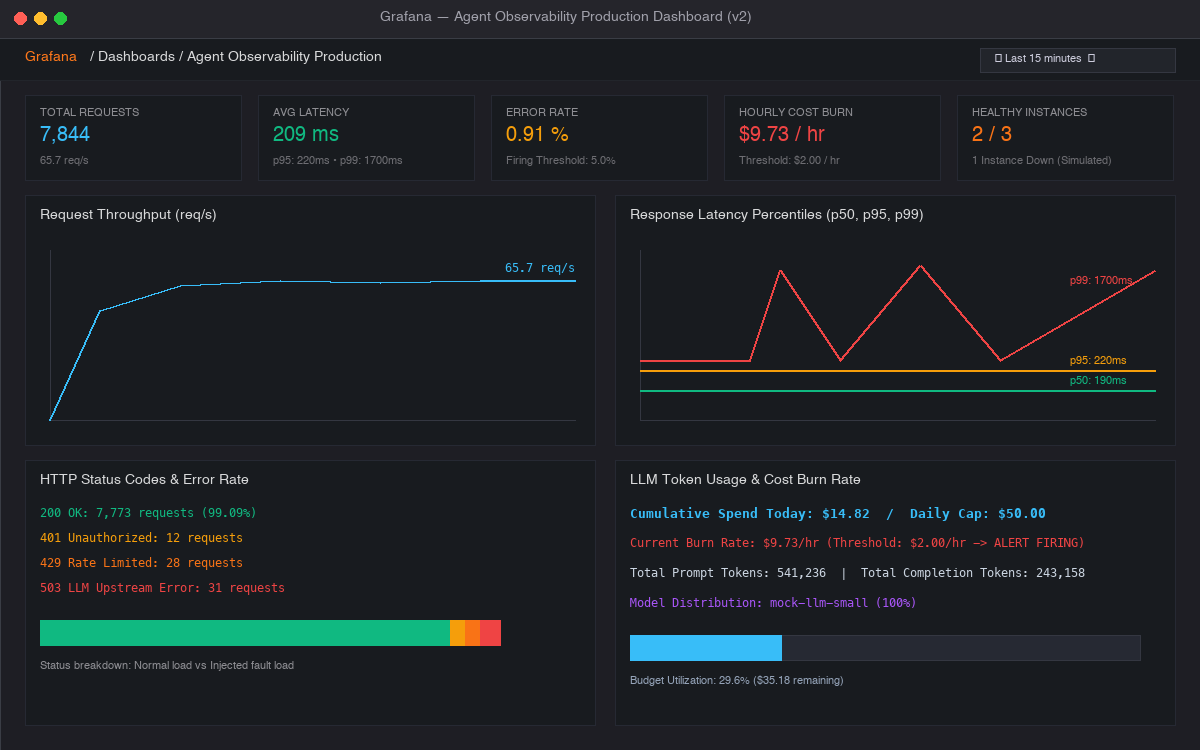 Grafana — Agent Observability Production Dashboard (v2)
Grafana / Dashboards / Agent Observability Production
Last 15 minutes
TOTAL REQUESTS
7,844
65.7 req/s
AVG LATENCY
209 ms
p95: 220ms • p99: 1700ms
ERROR RATE
0.91 %
Firing Threshold: 5.0%
HOURLY COST BURN
$9.73 / hr
Threshold: $2.00 / hr
HEALTHY INSTANCES
2 / 3
1 Instance Down (Simulated)
Request Throughput (req/s)
65.7 req/s
Response Latency Percentiles (p50, p95, p99)
p99: 1700ms
p95: 220ms
p50: 190ms
HTTP Status Codes & Error Rate
200 OK: 7,773 requests (99.09%)
401 Unauthorized: 12 requests
429 Rate Limited: 28 requests
503 LLM Upstream Error: 31 requests
Status breakdown: Normal load vs Injected fault load
LLM Token Usage & Cost Burn Rate
Cumulative Spend Today: $14.82 / Daily Cap: $50.00
Current Burn Rate: $9.73/hr (Threshold: $2.00/hr —> ALERT FIRING)
Total Prompt Tokens: 541,236 | Total Completion Tokens: 243,158
Model Distribution: mock-llm-small (100%)
Budget Utilization: 29.6% ($35.18 remaining)